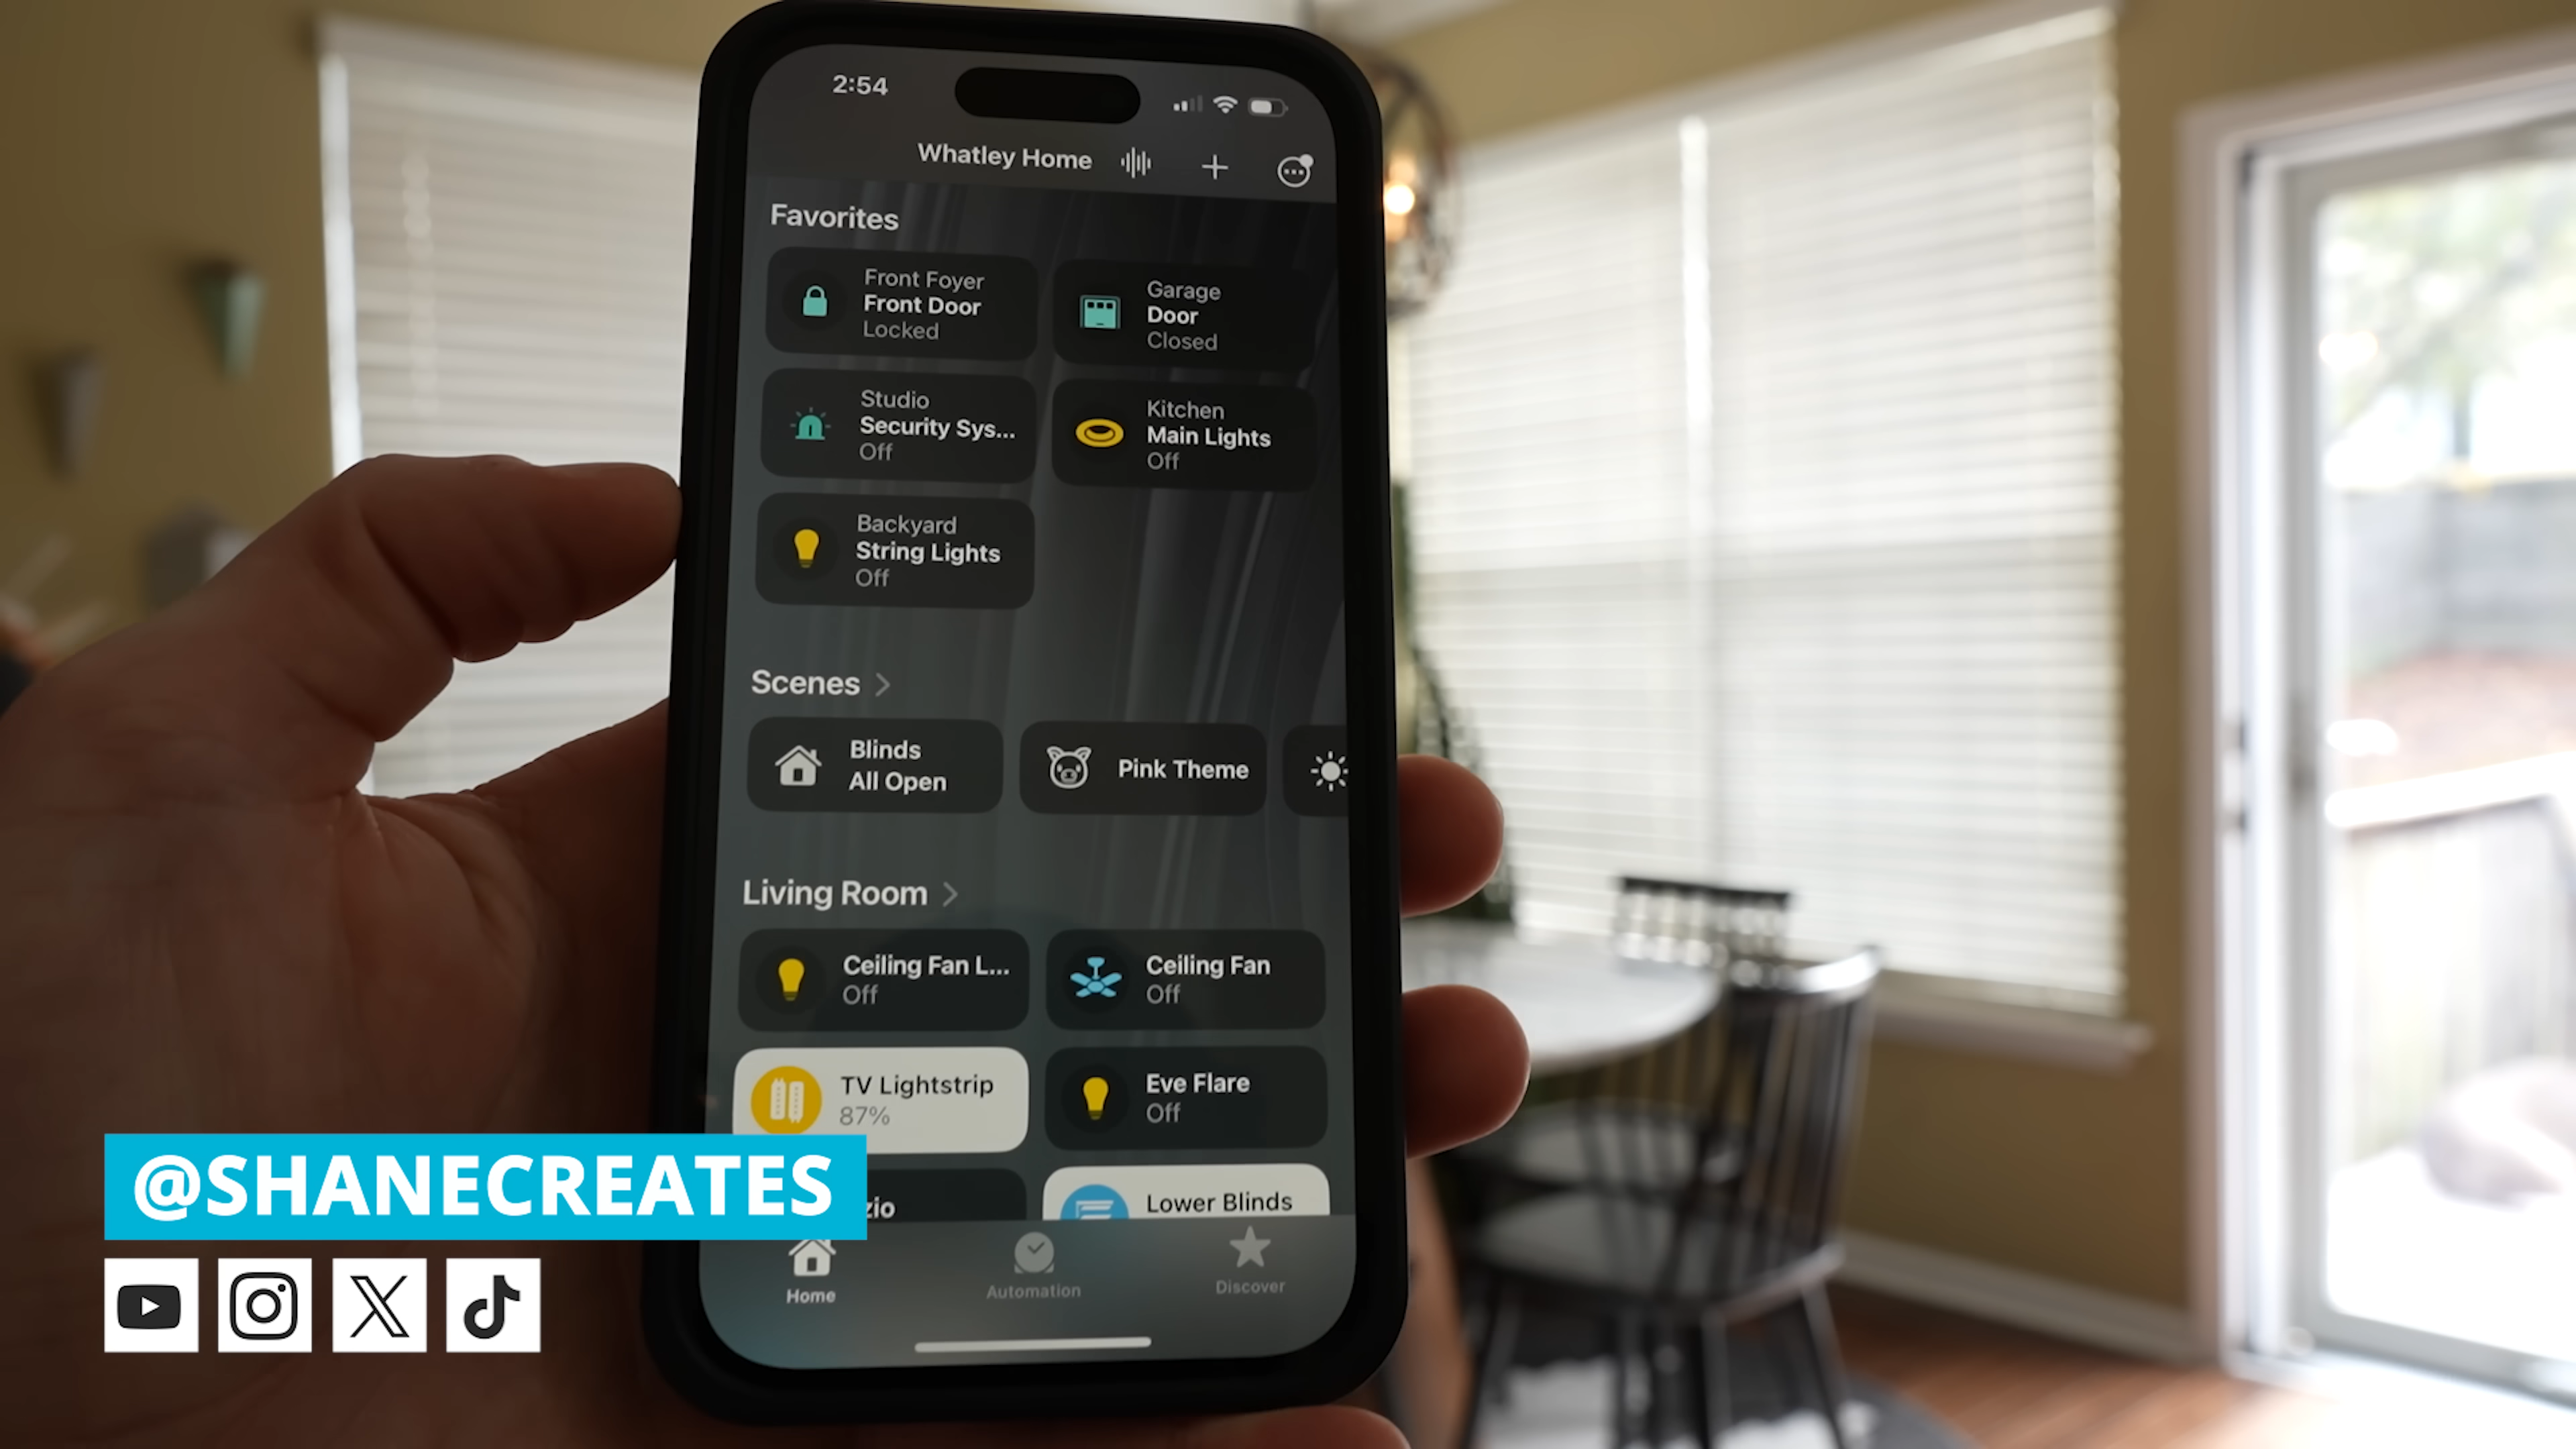 2:54
Whatley Home
Favorites
Front Foyer
Front Door
Locked
Garage
Door
Closed
Studio
Security Sys...
Off
Kitchen
Main Lights
Off
Backyard
String Lights
Off
Scenes
Blinds
All Open
Pink Theme
Living Room
Ceiling Fan L...
Off
Ceiling Fan
Off
TV Lightstrip
87%
Eve Flare
Off
zio
Lower Blinds
@SHANECREATES
Home
Automation
Discover